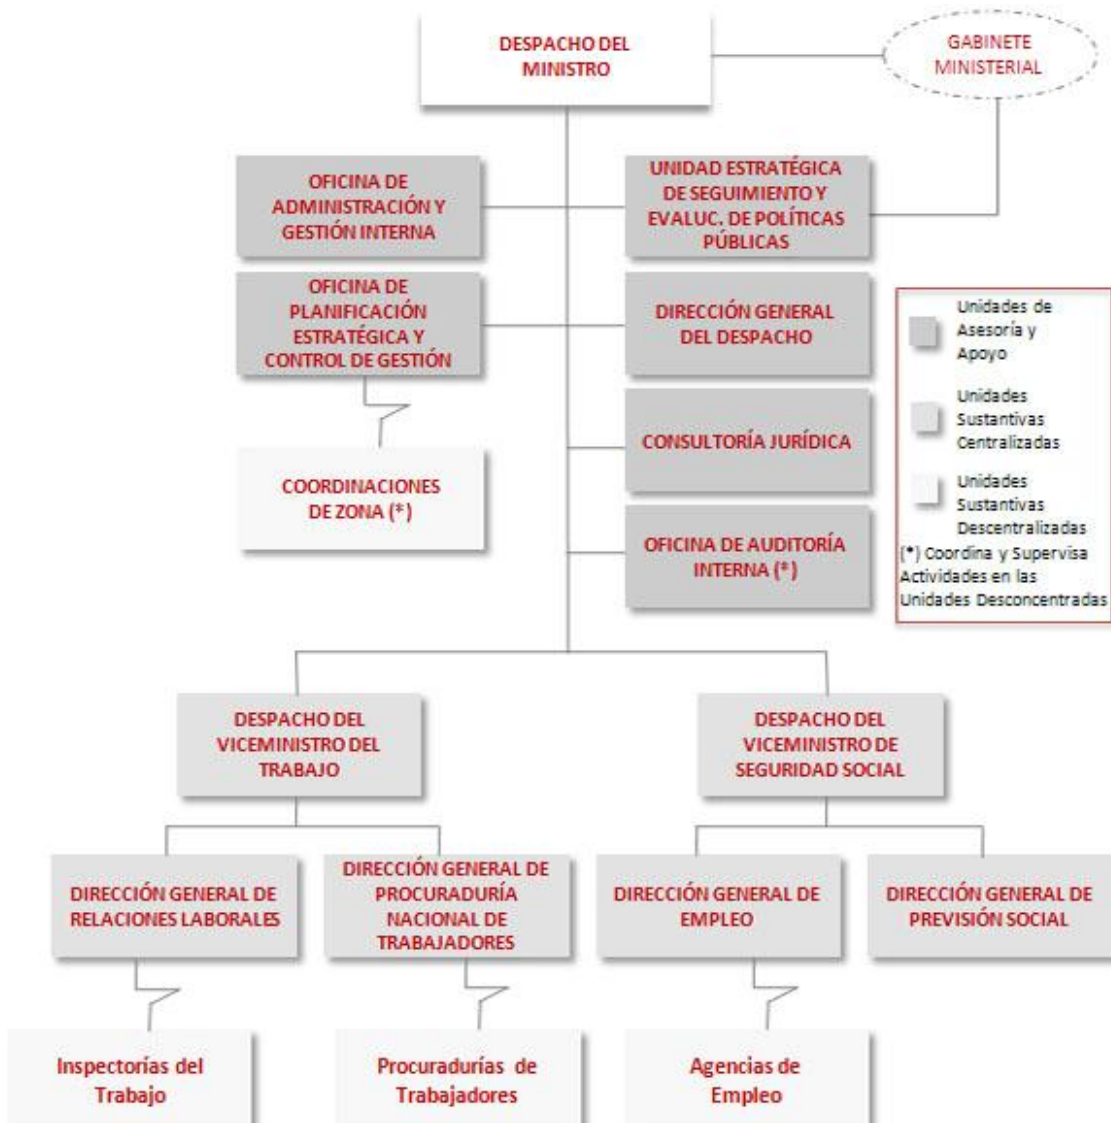 DESPACHO DEL
MINISTRO
GABINETE
MINISTERIAL
OFICINA DE
ADMINISTRACIÓN Y
GESTIÓN INTERNA
UNIDAD ESTRATÉGICA
DE SEGUIMIENTO Y
EVALUC. DE POLÍTICAS
PÚBLICAS
OFICINA DE
PLANIFICACIÓN
ESTRATÉGICA Y
CONTROL DE GESTIÓN
DIRECCIÓN GENERAL
DEL DESPACHO
COORDINACIONES
DE ZONA (*)
CONSULTORÍA JURÍDICA
OFICINA DE AUDITORÍA
INTERNA (*)
Unidades de
Asesoría y
Apoyo
Unidades
Sustantivas
Centralizadas
Unidades
Sustantivas
Descentralizadas
(*) Coordina y Supervisa
Actividades en las
Unidades Desconcentradas
DESPACHO DEL
VICEMINISTRO DEL
TRABAJO
DESPACHO DEL
VICEMINISTRO DE
SEGURIDAD SOCIAL
DIRECCIÓN GENERAL DE
RELACIONES LABORALES
DIRECCIÓN GENERAL DE
PROCURADURÍA
NACIONAL DE
TRABAJADORES
DIRECCIÓN GENERAL DE
EMPLEO
DIRECCIÓN GENERAL DE
PREVISIÓN SOCIAL
Inspectorías del
Trabajo
Procuradurías de
Trabajadores
Agencias de
Empleo